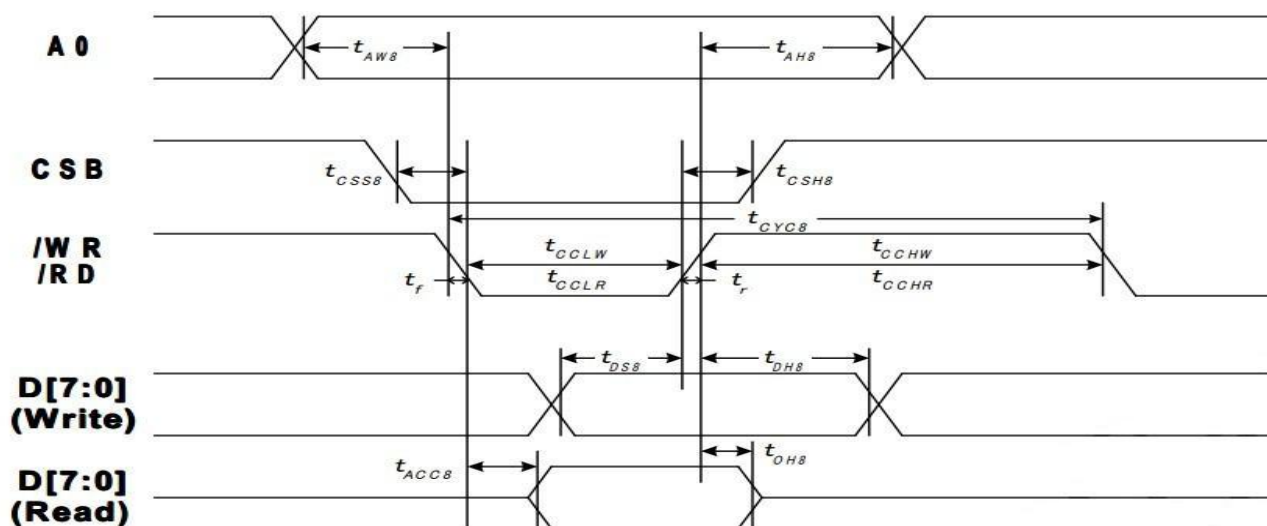 A0
tAW8
tAH8
CSB
tCSS8
tCSH8
tCYC8
/WR
/RD
tCCLW
tCCHW
tf
tCCLR
tr
tCCHR
tDS8
tDH8
D[7:0]
(Write)
tACC8
tOH8
D[7:0]
(Read)